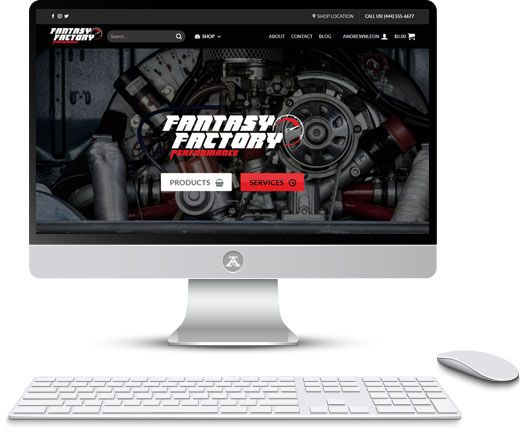 SHOP LOCATION CALL US! (444) 555-6677
FANTASY
FACTORY
PERFORMANCE
Search...
SHOP
ABOUT CONTACT BLOG ANDREWNLEON $0.00
FANTASY
FACTORY
PERFORMANCE
PRODUCTS SERVICES